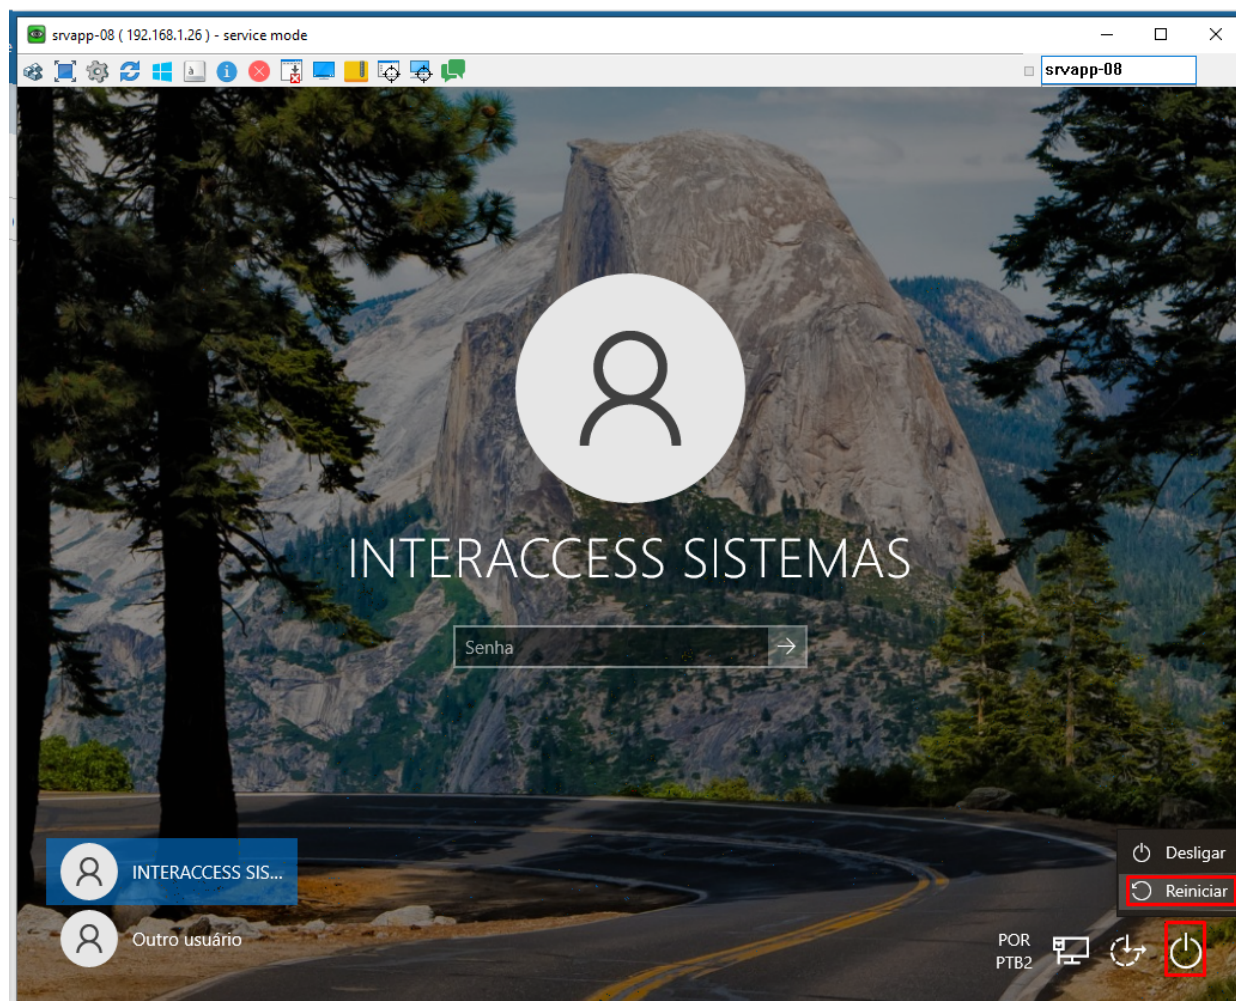 srvapp-08 ( 192.168.1.26 ) - service mode
srvapp-08
INTERACCESS SISTEMAS
Senha
INTERACCESS SIS...
Outro usuário
Desligar
Reiniciar
POR
PTB2